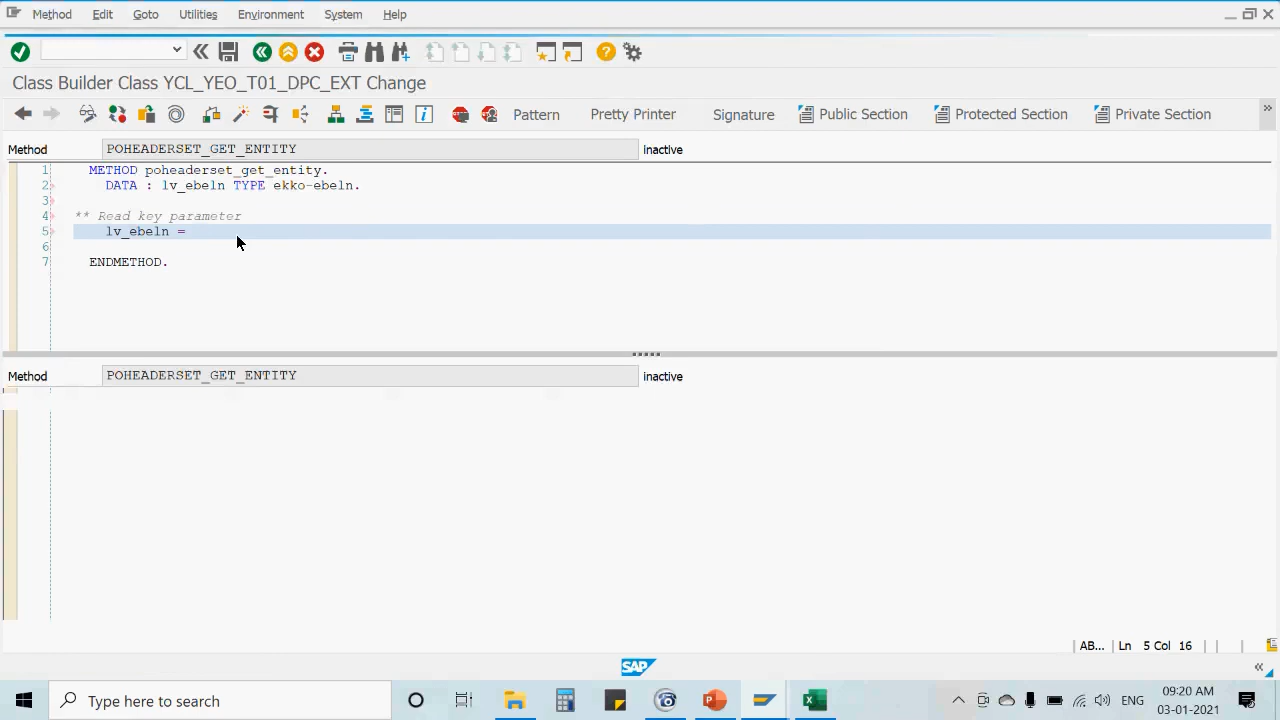 Method Edit Goto Utilities Environment System Help
Class Builder Class YCL_YEO_T01_DPC_EXT Change
Pattern Pretty Printer Signature Public Section Protected Section Private Section
Method POHEADERSET_GET_ENTITY inactive
1 METHOD poheaderset_get_entity.
2 DATA : lv_ebeln TYPE ekko-ebeln.
3
4 ** Read key parameter
5 lv_ebeln =
6
7 ENDMETHOD.
Method POHEADERSET_GET_ENTITY inactive
AB... Ln 5 Col 16
SAP
Type here to search
ENG
09:20 AM
03-01-2021